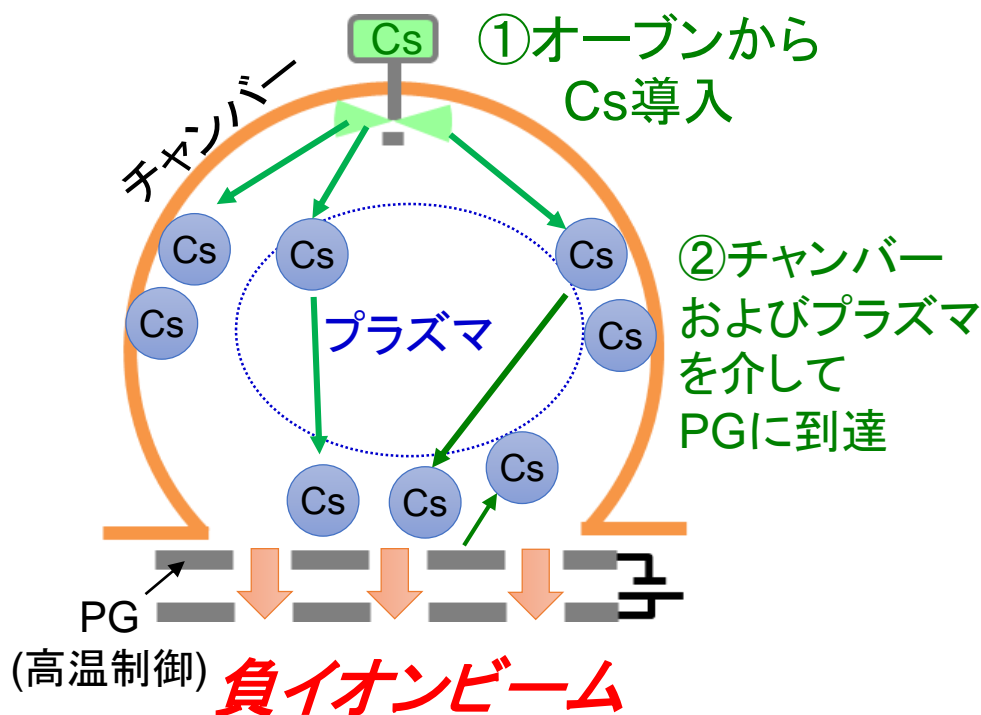 Cs
①オーブンから
Cs導入
チャンバー
Cs
Cs
Cs
Cs
Cs
プラズマ
②チャンバー
およびプラズマ
を介して
PGに到達
Cs
Cs
Cs
PG
(高温制御)
負イオンビーム